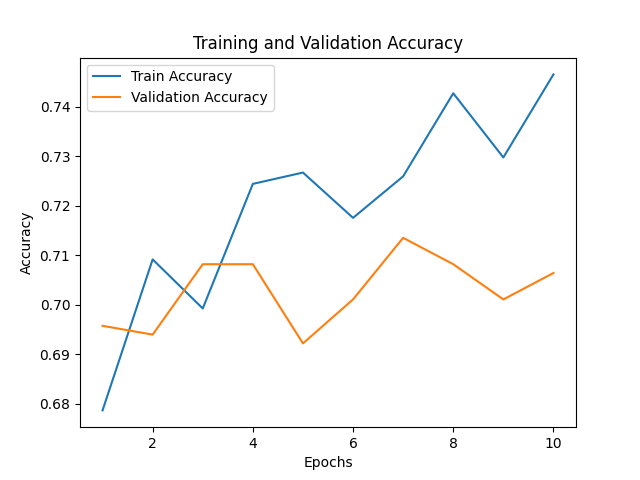 Training and Validation Accuracy
Train Accuracy
Validation Accuracy
0.74
0.73
0.72
0.71
0.70
0.69
0.68
Accuracy
2 4 6 8 10
Epochs